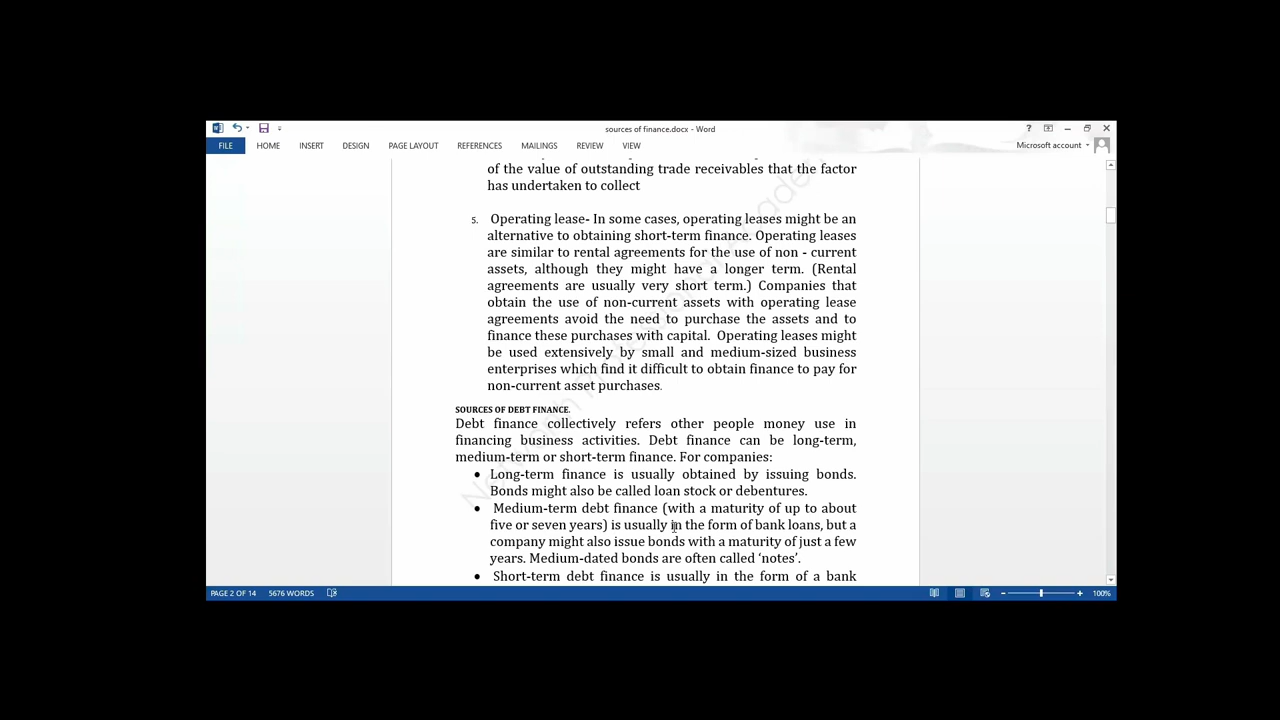 sources of finance.docx - Word
FILE HOME INSERT DESIGN PAGE LAYOUT REFERENCES MAILINGS REVIEW VIEW Microsoft account
of the value of outstanding trade receivables that the factor
has undertaken to collect
5. Operating lease- In some cases, operating leases might be an
alternative to obtaining short-term finance. Operating leases
are similar to rental agreements for the use of non - current
assets, although they might have a longer term. (Rental
agreements are usually very short term.) Companies that
obtain the use of non-current assets with operating lease
agreements avoid the need to purchase the assets and to
finance these purchases with capital. Operating leases might
be used extensively by small and medium-sized business
enterprises which find it difficult to obtain finance to pay for
non-current asset purchases.
SOURCES OF DEBT FINANCE.
Debt finance collectively refers other people money use in
financing business activities. Debt finance can be long-term,
medium-term or short-term finance. For companies:
• Long-term finance is usually obtained by issuing bonds.
Bonds might also be called loan stock or debentures.
• Medium-term debt finance (with a maturity of up to about
five or seven years) is usually in the form of bank loans, but a
company might also issue bonds with a maturity of just a few
years. Medium-dated bonds are often called ‘notes’.
• Short-term debt finance is usually in the form of a bank
PAGE 2 OF 14 5676 WORDS 100%